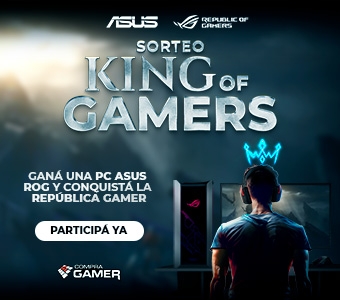 ASUS REPUBLIC OF
GAMERS
SORTEO
KING OF
GAMERS
GANÁ UNA PC ASUS
ROG Y CONQUISTÁ LA
REPÚBLICA GAMER
PARTICIPÁ YA
COMPRA
GAMER